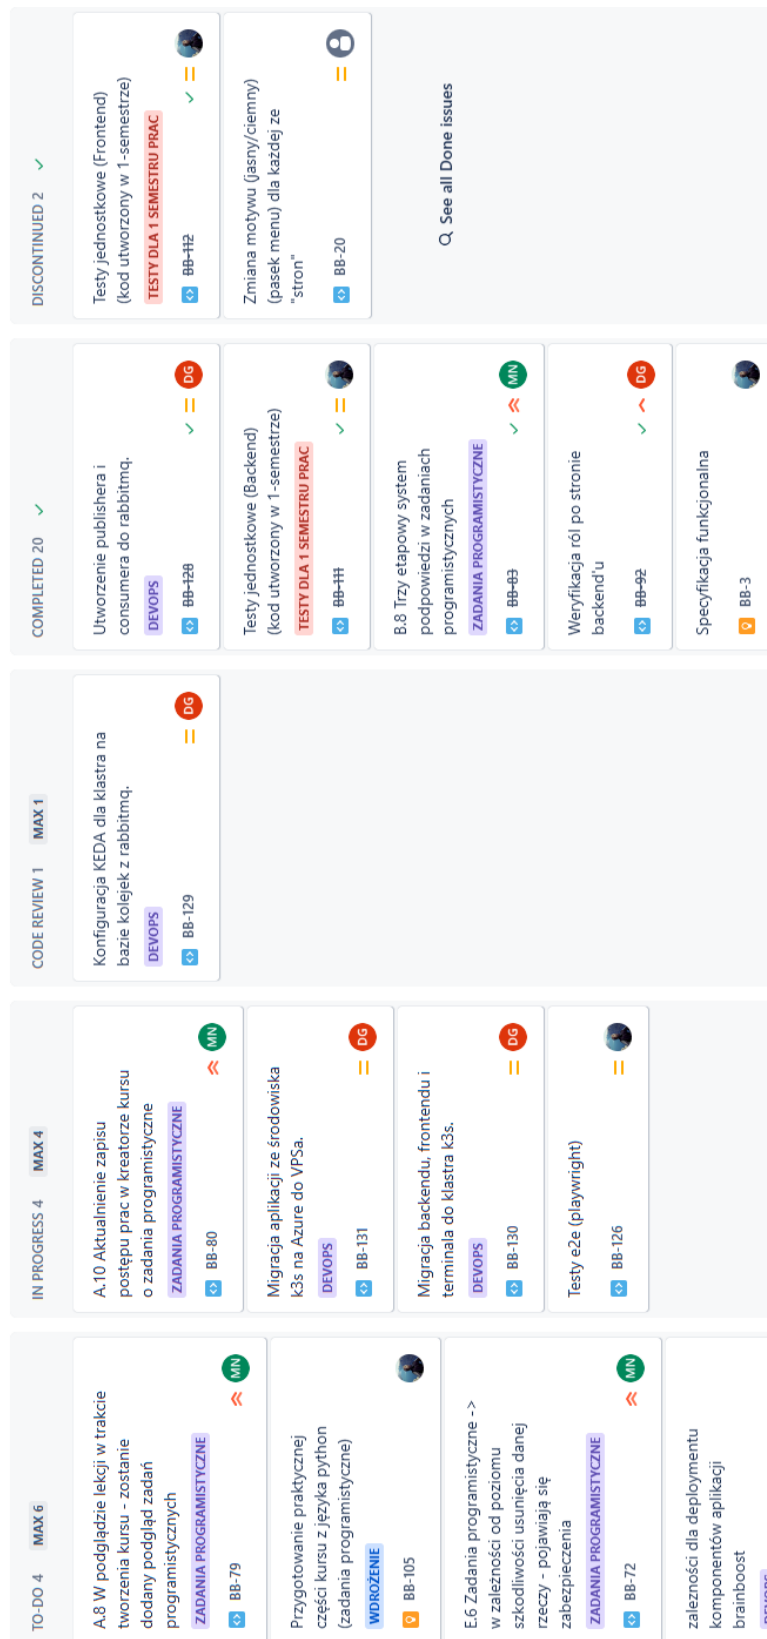 TO-DO 4 MAX 6
A.8 W podglądzie lekcji w trakcie
tworzenia kursu - zostanie
dodany podgląd zadań
programistycznych
ZADANIA PROGRAMISTYCZNE
BB-79 MN
Przygotowanie praktycznej
części kursu z języka python
(zadania programistyczne)
WDROŻENIE
BB-105
E.6 Zadania programistyczne ->
w zależności od poziomu
szkodliwości usunięcia danej
rzeczy - pojawiają się
zabezpieczenia
ZADANIA PROGRAMISTYCZNE
BB-72 MN
zalezności dla deploymentu
komponentów aplikacji
brainboost
DEVOPS
IN PROGRESS 4 MAX 4
A.10 Aktualnienie zapisu
postępu prac w kreatorze kursu
o zadania programistyczne
ZADANIA PROGRAMISTYCZNE
BB-80 MN
Migracja aplikacji ze środowiska
k3s na Azure do VPSa.
DEVOPS
BB-131 DG
Migracja backendu, frontendu i
terminala do klastra k3s.
DEVOPS
BB-130 DG
Testy e2e (playwright)
BB-126
CODE REVIEW 1 MAX 1
Konfiguracja KEDA dla klastra na
bazie kolejek z rabbitmq.
DEVOPS
BB-129 DG
COMPLETED 20
Utworzenie publishera i
consumera do rabbitmq.
DEVOPS
BB-128 DG
Testy jednostkowe (Backend)
(kod utworzony w 1-semestrze)
TESTY DLA 1 SEMESTRU PRAC
BB-111
B.8 Trzy etapowy system
podpowiedzi w zadaniach
programistycznych
ZADANIA PROGRAMISTYCZNE
BB-83 MN
Weryfikacja ról po stronie
backend'u
BB-92 DG
Specyfikacja funkcjonalna
BB-3
DISCONTINUED 2
Testy jednostkowe (Frontend)
(kod utworzony w 1-semestrze)
TESTY DLA 1 SEMESTRU PRAC
BB-112
Zmiana motywu (jasny/ciemny)
(pasek menu) dla każdej ze
"stron"
BB-20
See all Done issues